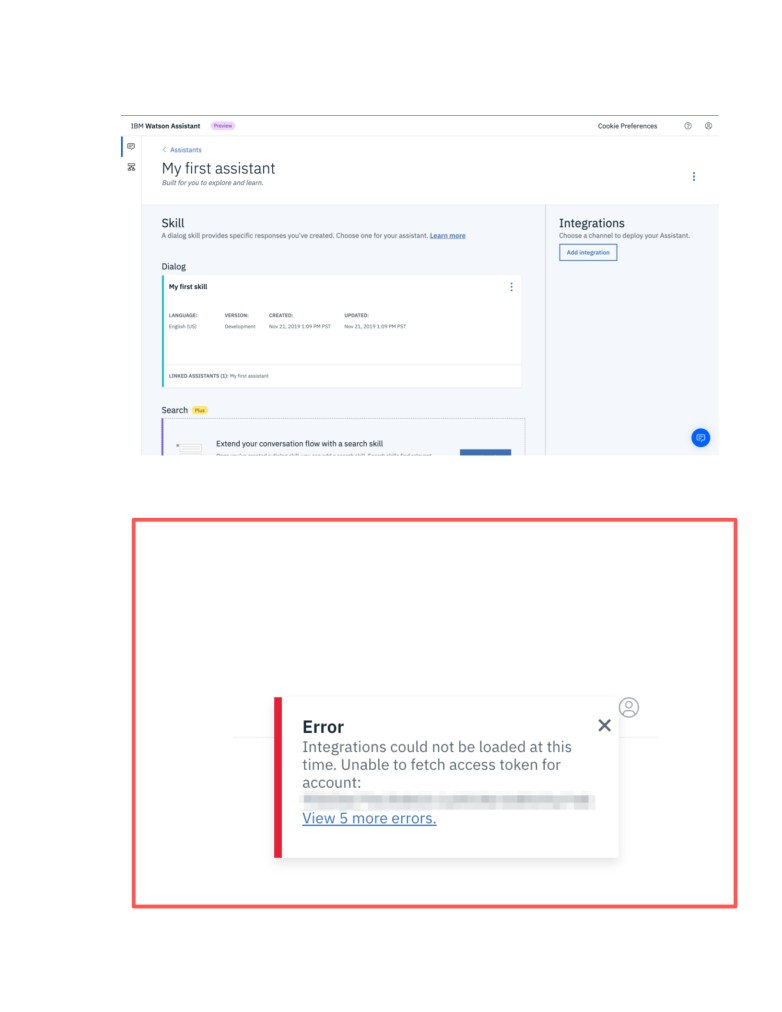 IBM Watson Assistant Preview Cookie Preferences
Assistants
My first assistant
Built for you to explore and learn.
Skill
A dialog skill provides specific responses you've created. Choose one for your assistant. Learn more
Dialog
My first skill
LANGUAGE: VERSION: CREATED: UPDATED:
English (US) Development Nov 21, 2019 1:09 PM PST Nov 21, 2019 1:09 PM PST
LINKED ASSISTANTS (1): My first assistant
Search Plus
Extend your conversation flow with a search skill
Integrations
Choose a channel to deploy your Assistant.
Add integration
Error
Integrations could not be loaded at this
time. Unable to fetch access token for
account:
View 5 more errors.